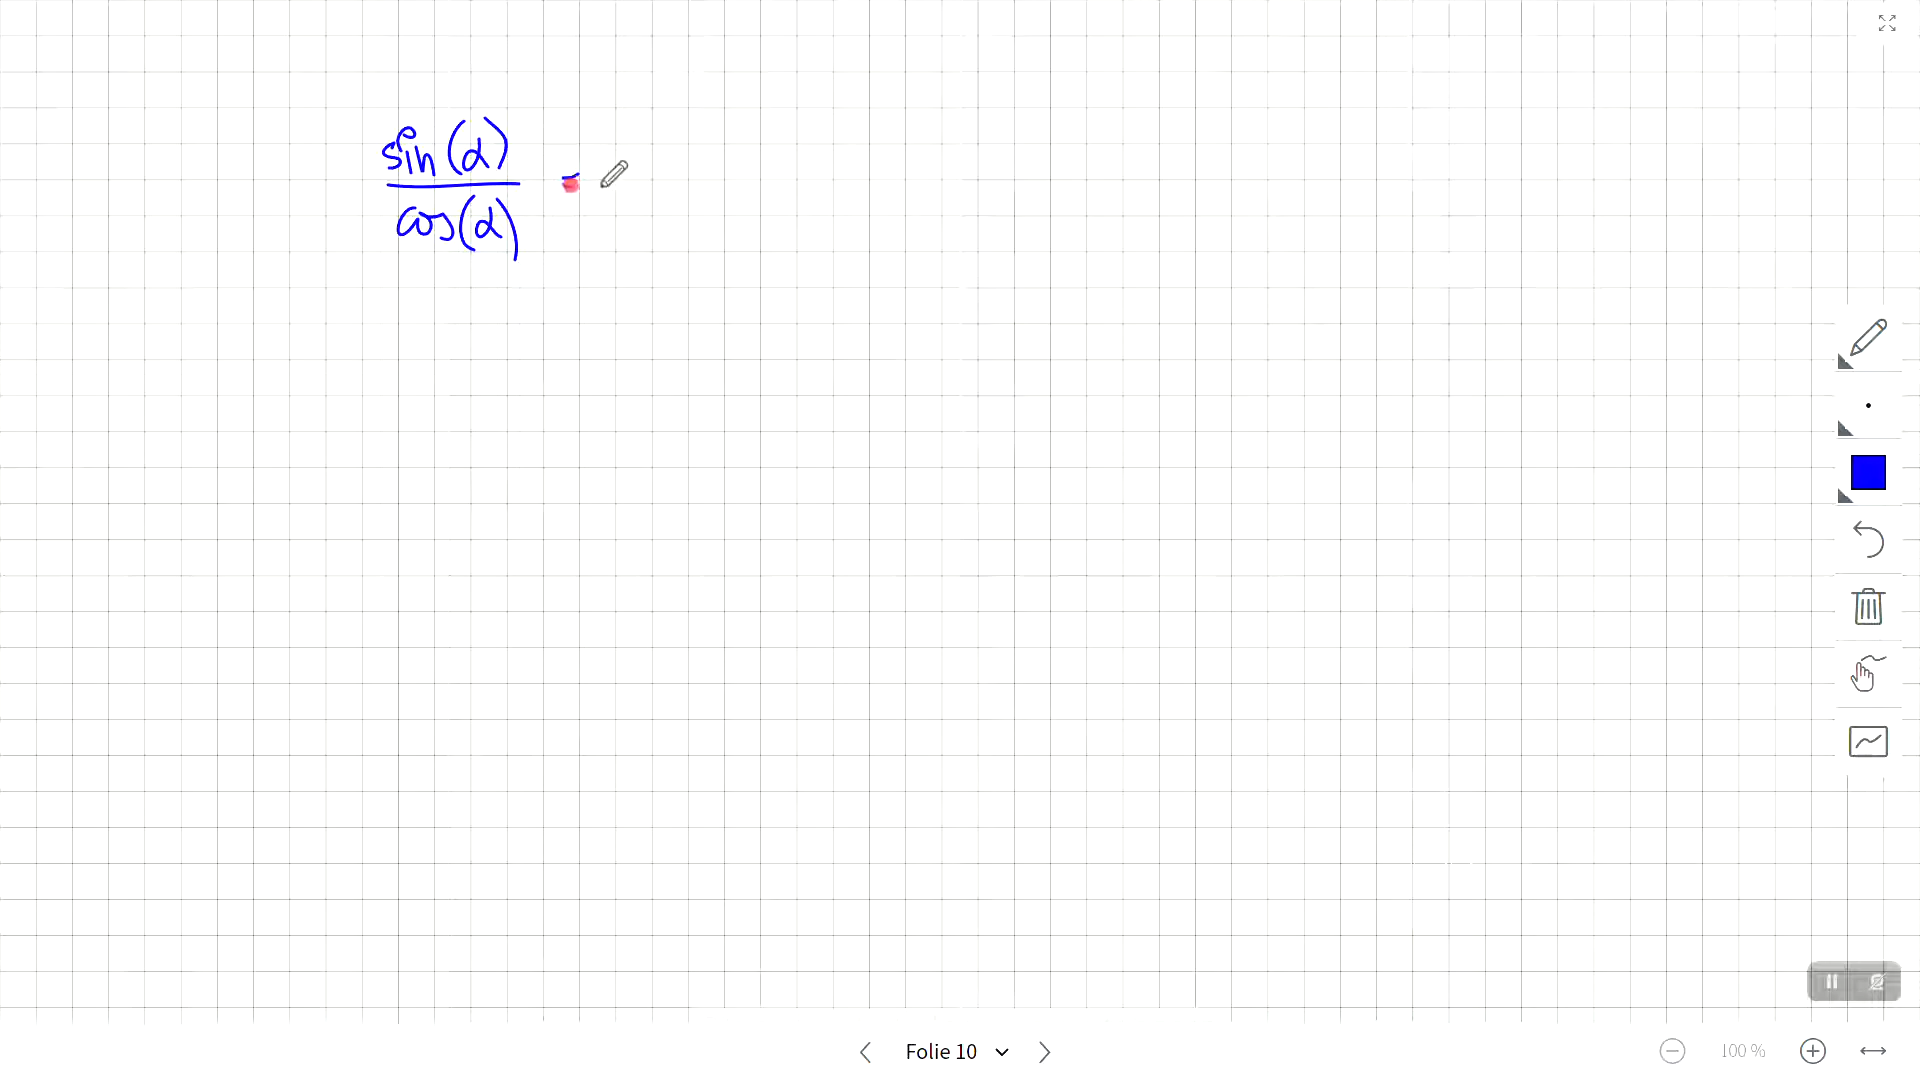 sin(α)
cos(α) =
Folie 10
100 %